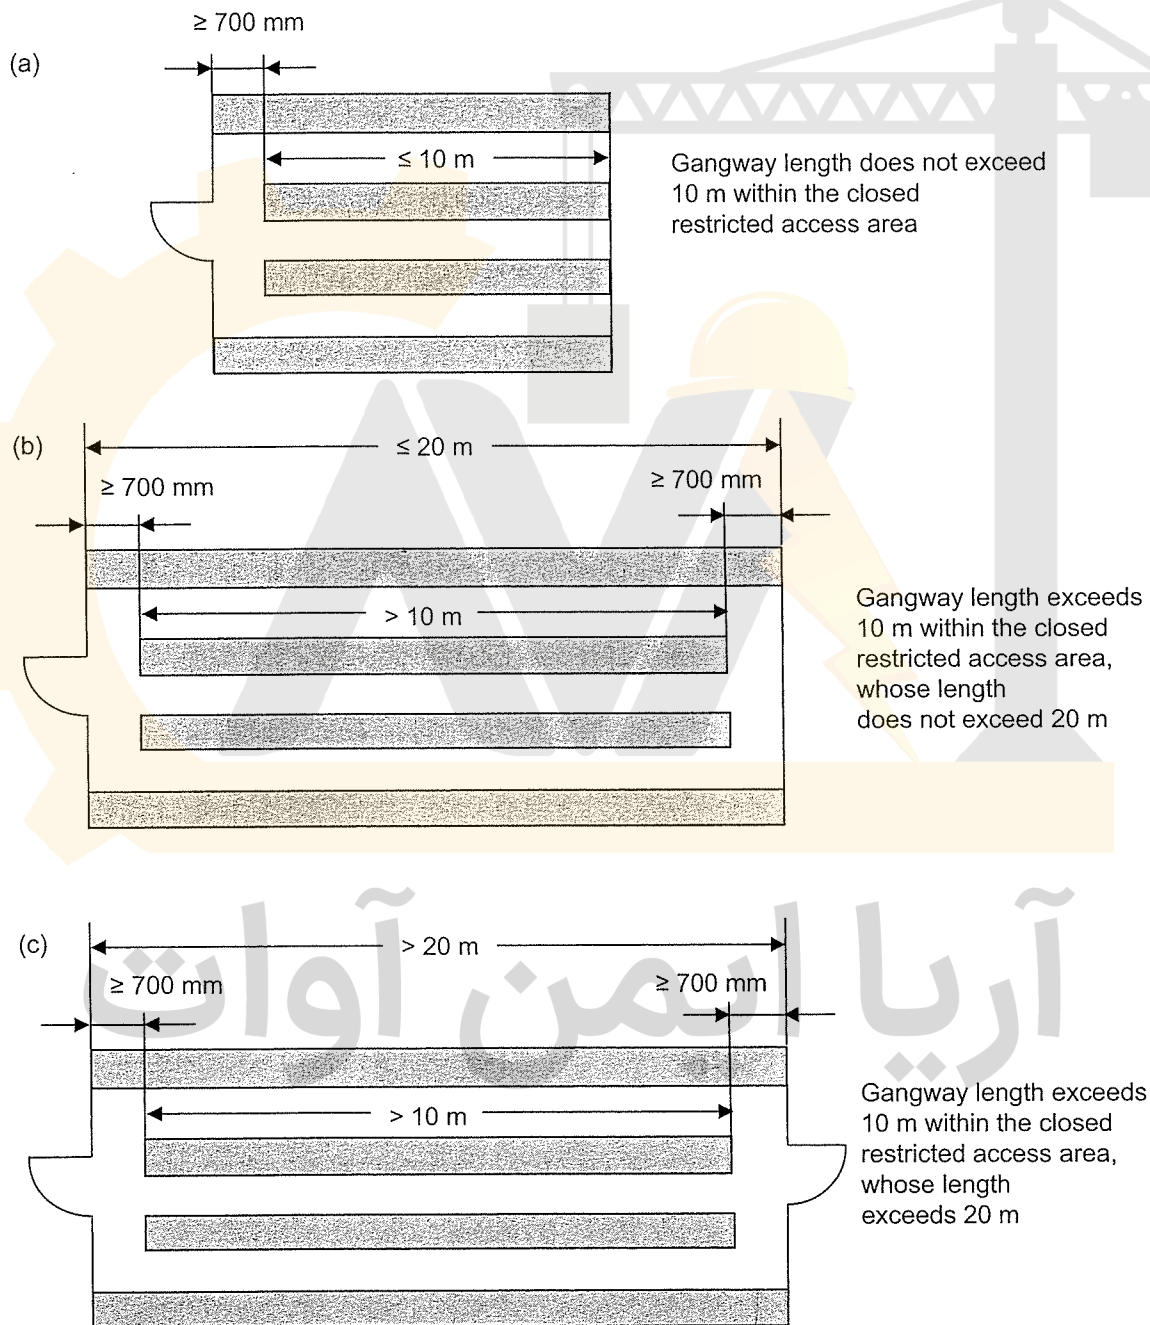 ≥ 700 mm
(a)
≤ 10 m
Gangway length does not exceed
10 m within the closed
restricted access area
(b)
≤ 20 m
≥ 700 mm
≥ 700 mm
> 10 m
Gangway length exceeds
10 m within the closed
restricted access area,
whose length
does not exceed 20 m
(c)
> 20 m
≥ 700 mm
≥ 700 mm
آریا ایمن آوات
> 10 m
Gangway length exceeds
10 m within the closed
restricted access area,
whose length
exceeds 20 m